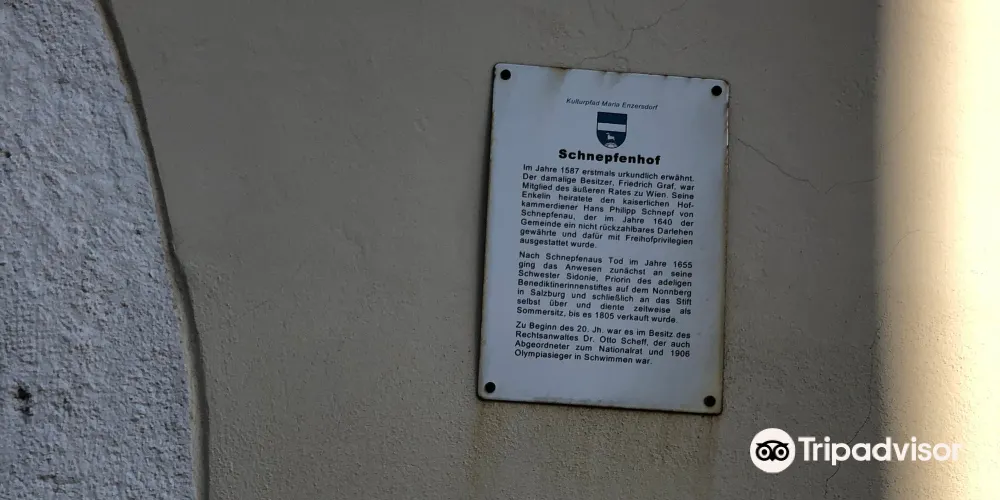 Kulturpfad Maria Enzersdorf
Schnepfenhof
Im Jahre 1587 erstmals urkundlich erwähnt.
Der damalige Besitzer, Friedrich Graf, war
Mitglied des äußeren Rates zu Wien. Seine
Enkelin heiratete den kaiserlichen Hof-
kammerdiener Hans Philipp Schnepf von
Schnepfenau, der im Jahre 1640 der
Gemeinde ein nicht rückzahlbares Darlehen
gewährte und dafür mit Freihofprivilegien
ausgestattet wurde.
Nach Schnepfenaus Tod im Jahre 1655
ging das Anwesen zunächst an seine
Schwester Sidonie, Priorin des adeligen
Benediktinerinnenstiftes auf dem Nonnberg
in Salzburg und schließlich an das Stift
selbst über und diente zeitweise als
Sommersitz, bis es 1805 verkauft wurde.
Zu Beginn des 20. Jh. war es im Besitz des
Rechtsanwaltes Dr. Otto Scheff, der auch
Abgeordneter zum Nationalrat und 1906
Olympiasieger in Schwimmen war.
Tripadvisor